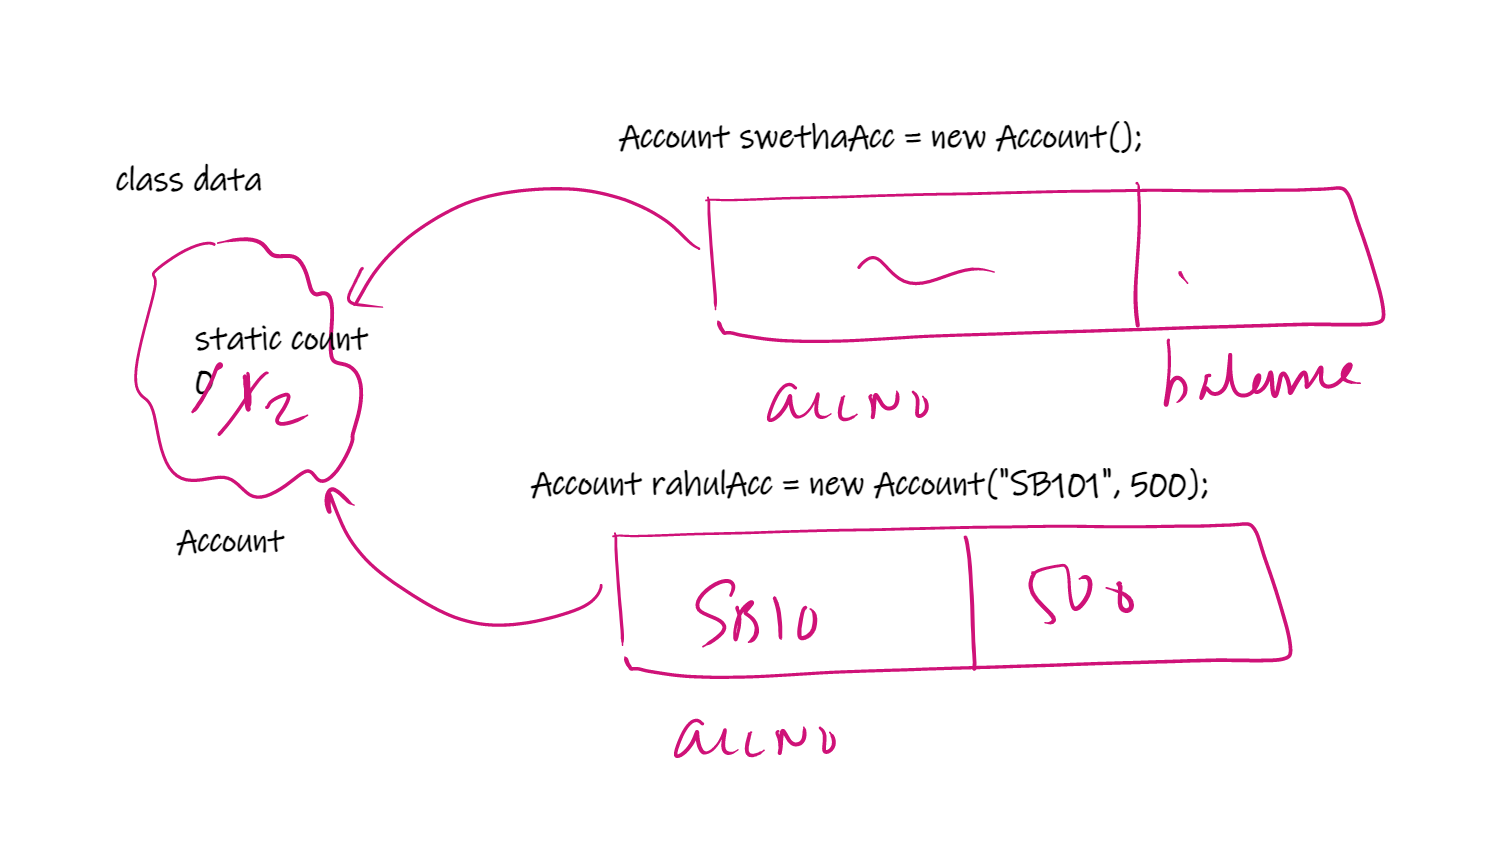 Account swethaAcc = new Account();
class data
static count
0 1 2
accNo
balance
Account rahulAcc = new Account("SB101", 500);
Account
SB10
500
accNo